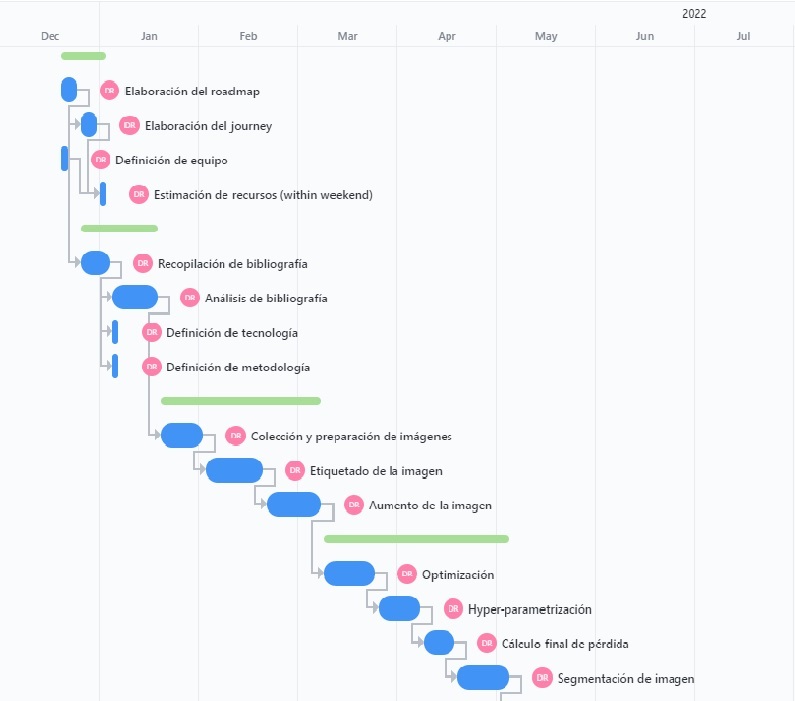 2022
Dec Jan Feb Mar Apr May Jun Jul
DR Elaboración del roadmap
DR Elaboración del journey
DR Definición de equipo
DR Estimación de recursos (within weekend)
DR Recopilación de bibliografía
DR Análisis de bibliografía
DR Definición de tecnología
DR Definición de metodología
DR Colección y preparación de imágenes
DR Etiquetado de la imagen
DR Aumento de la imagen
DR Optimización
DR Hyper-parametrización
DR Cálculo final de pérdida
DR Segmentación de imagen